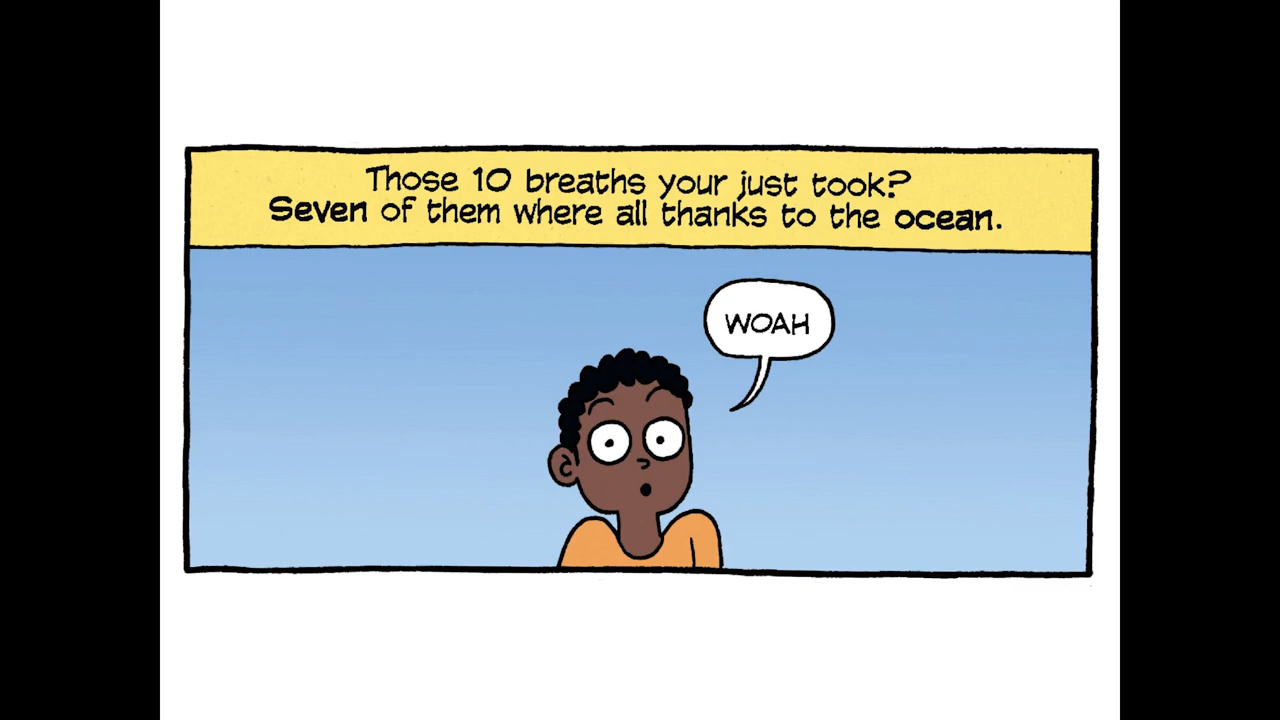 Those 10 breaths your just took?
Seven of them where all thanks to the ocean.
WOAH